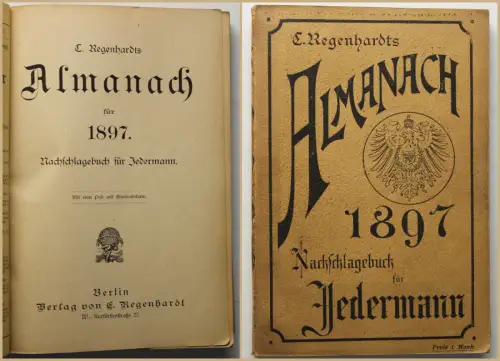 C. Regenhardts
Almanach
für
1897.
Nachschlagebuch für Jedermann.
Berlin
Verlag von C. Regenhardt
C. Regenhardts
ALMANACH
1897
Nachschlagebuch
für
Jedermann
Preis 1 Mark